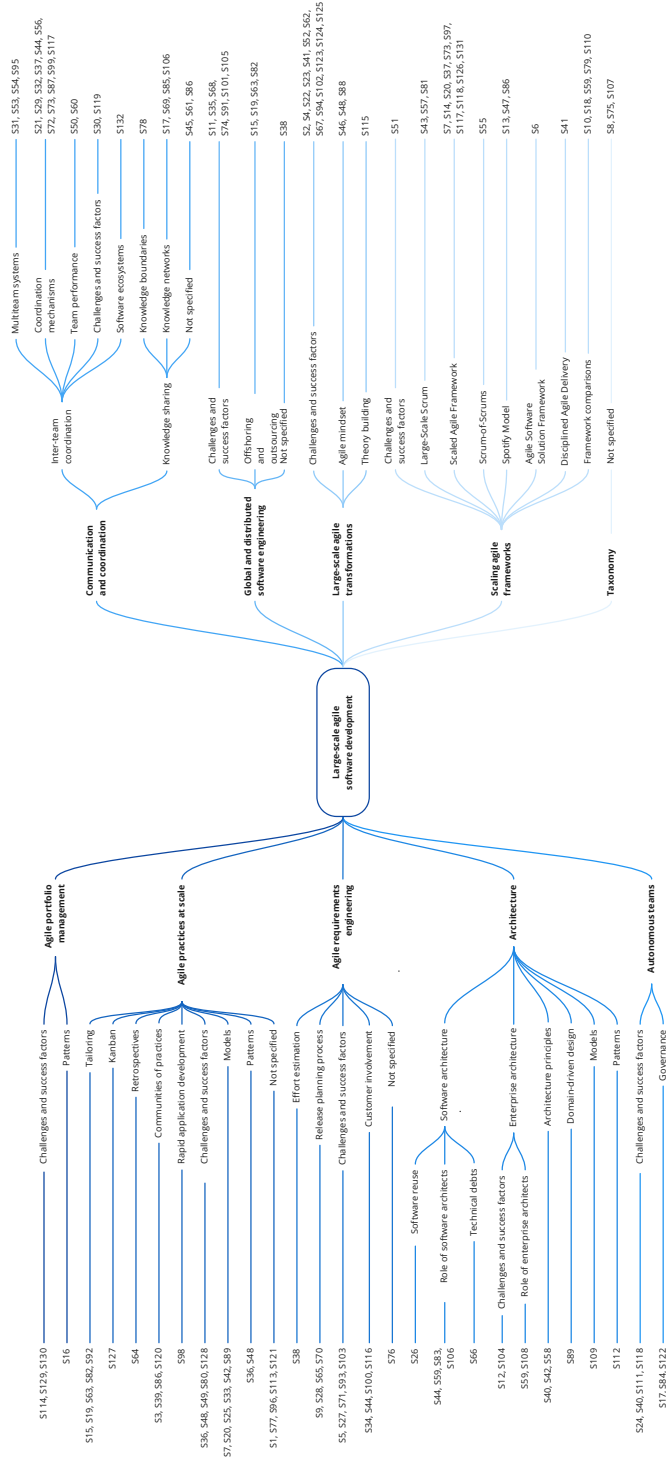 Large-scale agile
software development
Agile portfolio
management
Challenges and success factors
S114, S129, S130
Patterns
S16
Agile practices at scale
Tailoring
S15, S19, S63, S82, S92
Kanban
S127
Retrospectives
S64
Communities of practices
S3, S39, S86, S120
Rapid application development
S98
Challenges and success factors
S36, S48, S49, S80, S128
Models
S7, S20, S25, S33, S42, S89
Patterns
S36, S48
Not specified
S1, S77, S96, S113, S121
Agile requirements
engineering
Effort estimation
S38
Release planning process
S9, S28, S65, S70
Challenges and success factors
S5, S27, S71, S93, S103
Customer involvement
S34, S44, S100, S116
Not specified
S76
Architecture
Software architecture
Software reuse
S26
Role of software architects
S44, S59, S83,
S106
Technical debts
S66
Enterprise architecture
Challenges and success factors
S12, S104
Role of enterprise architects
S59, S108
Architecture principles
S40, S42, S58
Domain-driven design
S89
Models
S109
Patterns
S112
Autonomous teams
Challenges and success factors
S24, S40, S111, S118
Governance
S17, S84, S122
Communication
and coordination
Inter-team
coordination
Multiteam systems
S31, S53, S54, S95
Coordination
mechanisms
S21, S29, S32, S37, S44, S56,
S72, S73, S87, S99, S117
Team performance
S50, S60
Challenges and success factors
S30, S119
Software ecosystems
S132
Knowledge sharing
Knowledge boundaries
S78
Knowledge networks
S17, S69, S85, S106
Not specified
S45, S61, S86
Global and distributed
software engineering
Challenges and
success factors
S11, S35, S68,
S74, S91, S101, S105
Offshoring
and
outsourcing
S15, S19, S63, S82
Not specified
S38
Large-scale agile
transformations
Challenges and success factors
S2, S4, S22, S23, S41, S52, S62,
S67, S94, S102, S123, S124, S125
Agile mindset
S46, S48, S88
Theory building
S115
Scaling agile
frameworks
Challenges and
success factors
S51
Large-Scale Scrum
S43, S57, S81
Scaled Agile Framework
S7, S14, S20, S37, S73, S97,
S117, S118, S126, S131
Scrum-of-Scrums
S55
Spotify Model
S13, S47, S86
Agile Software
Solution Framework
S6
Disciplined Agile Delivery
S41
Framework comparisons
S10, S18, S59, S79, S110
Taxonomy
Not specified
S8, S75, S107